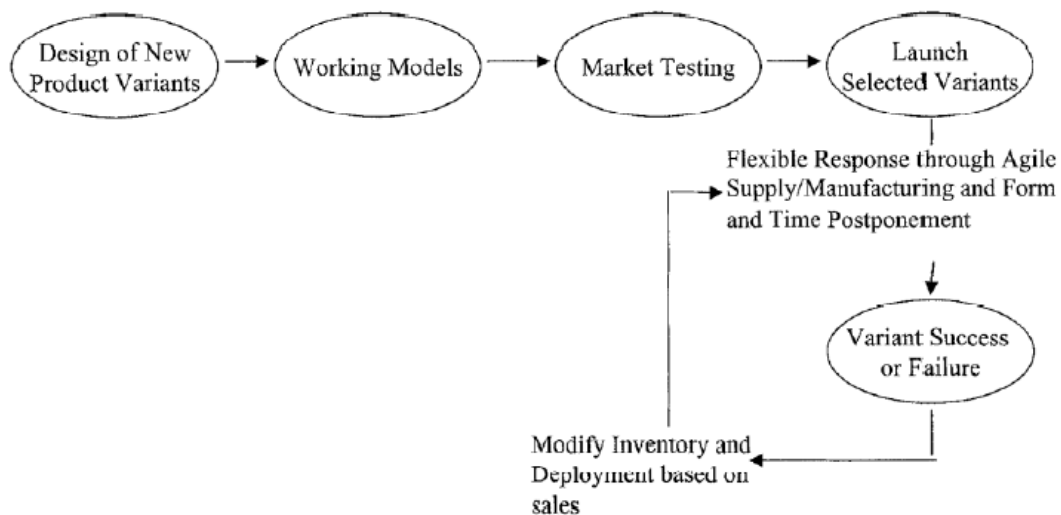 Design of New
Product Variants
Working Models
Market Testing
Launch
Selected Variants
Flexible Response through Agile
Supply/Manufacturing and Form
and Time Postponement
Variant Success
or Failure
Modify Inventory and
Deployment based on
sales